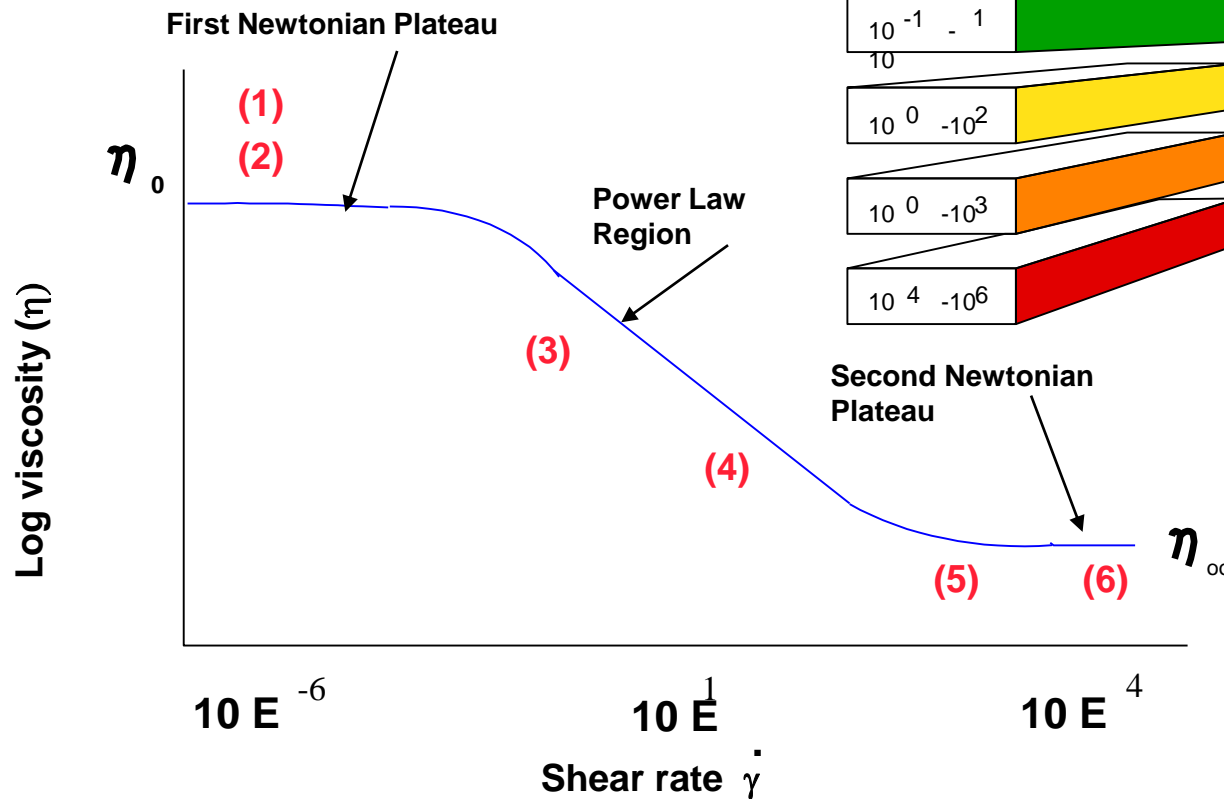 First Newtonian Plateau
10 -1 - 1
10
(1)
10 0 -10 2
(2)
η 0
10 0 -10 3
Power Law
Region
10 4 -10 6
(3)
Second Newtonian
Plateau
(4)
Log viscosity (η)
η
(5)
(6)
10 E -6
10 E 1
10 E 4
Shear rate γ̇